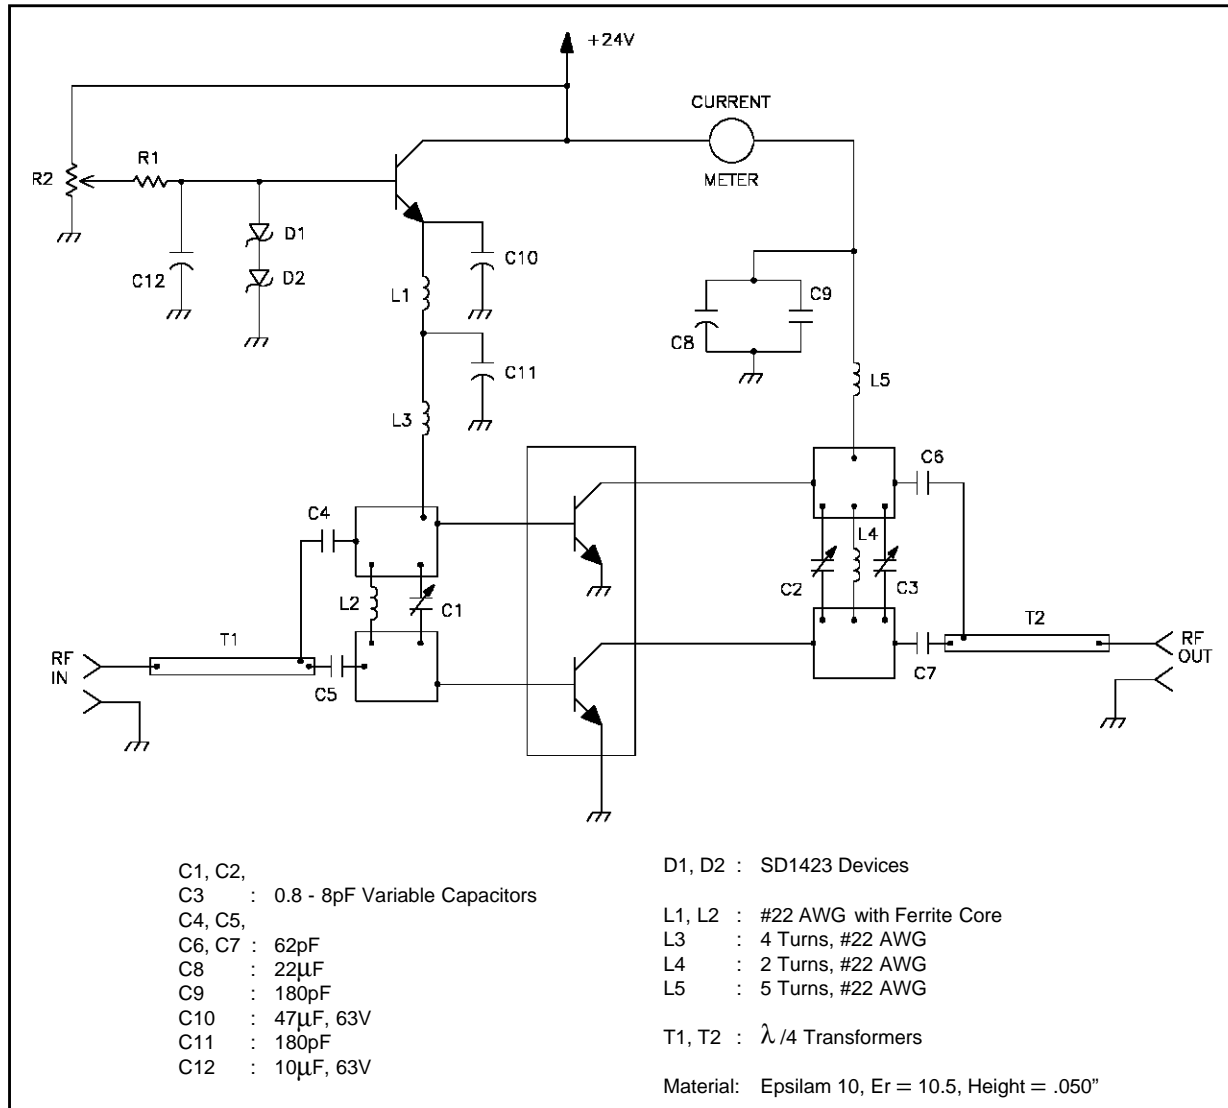 +24V
CURRENT
METER
R1
R2
D1
D2
C12
C10
L1
C11
L3
C9
C8
L5
C6
C4
L4
L2
C1
C2
C3
T1
T2
RF
IN
C5
C7
RF
OUT
C1, C2,
C3 : 0.8 - 8pF Variable Capacitors
C4, C5,
C6, C7 : 62pF
C8 : 22μF
C9 : 180pF
C10 : 47μF, 63V
C11 : 180pF
C12 : 10μF, 63V
D1, D2 : SD1423 Devices
L1, L2 : #22 AWG with Ferrite Core
L3 : 4 Turns, #22 AWG
L4 : 2 Turns, #22 AWG
L5 : 5 Turns, #22 AWG
T1, T2 : λ/4 Transformers
Material: Epsilam 10, Er = 10.5, Height = .050”